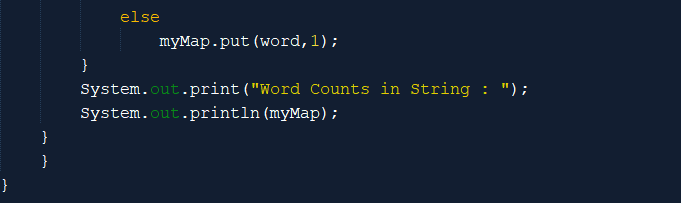 else
myMap.put(word,1);
}
System.out.print("Word Counts in String : ");
System.out.println(myMap);
}
}
}